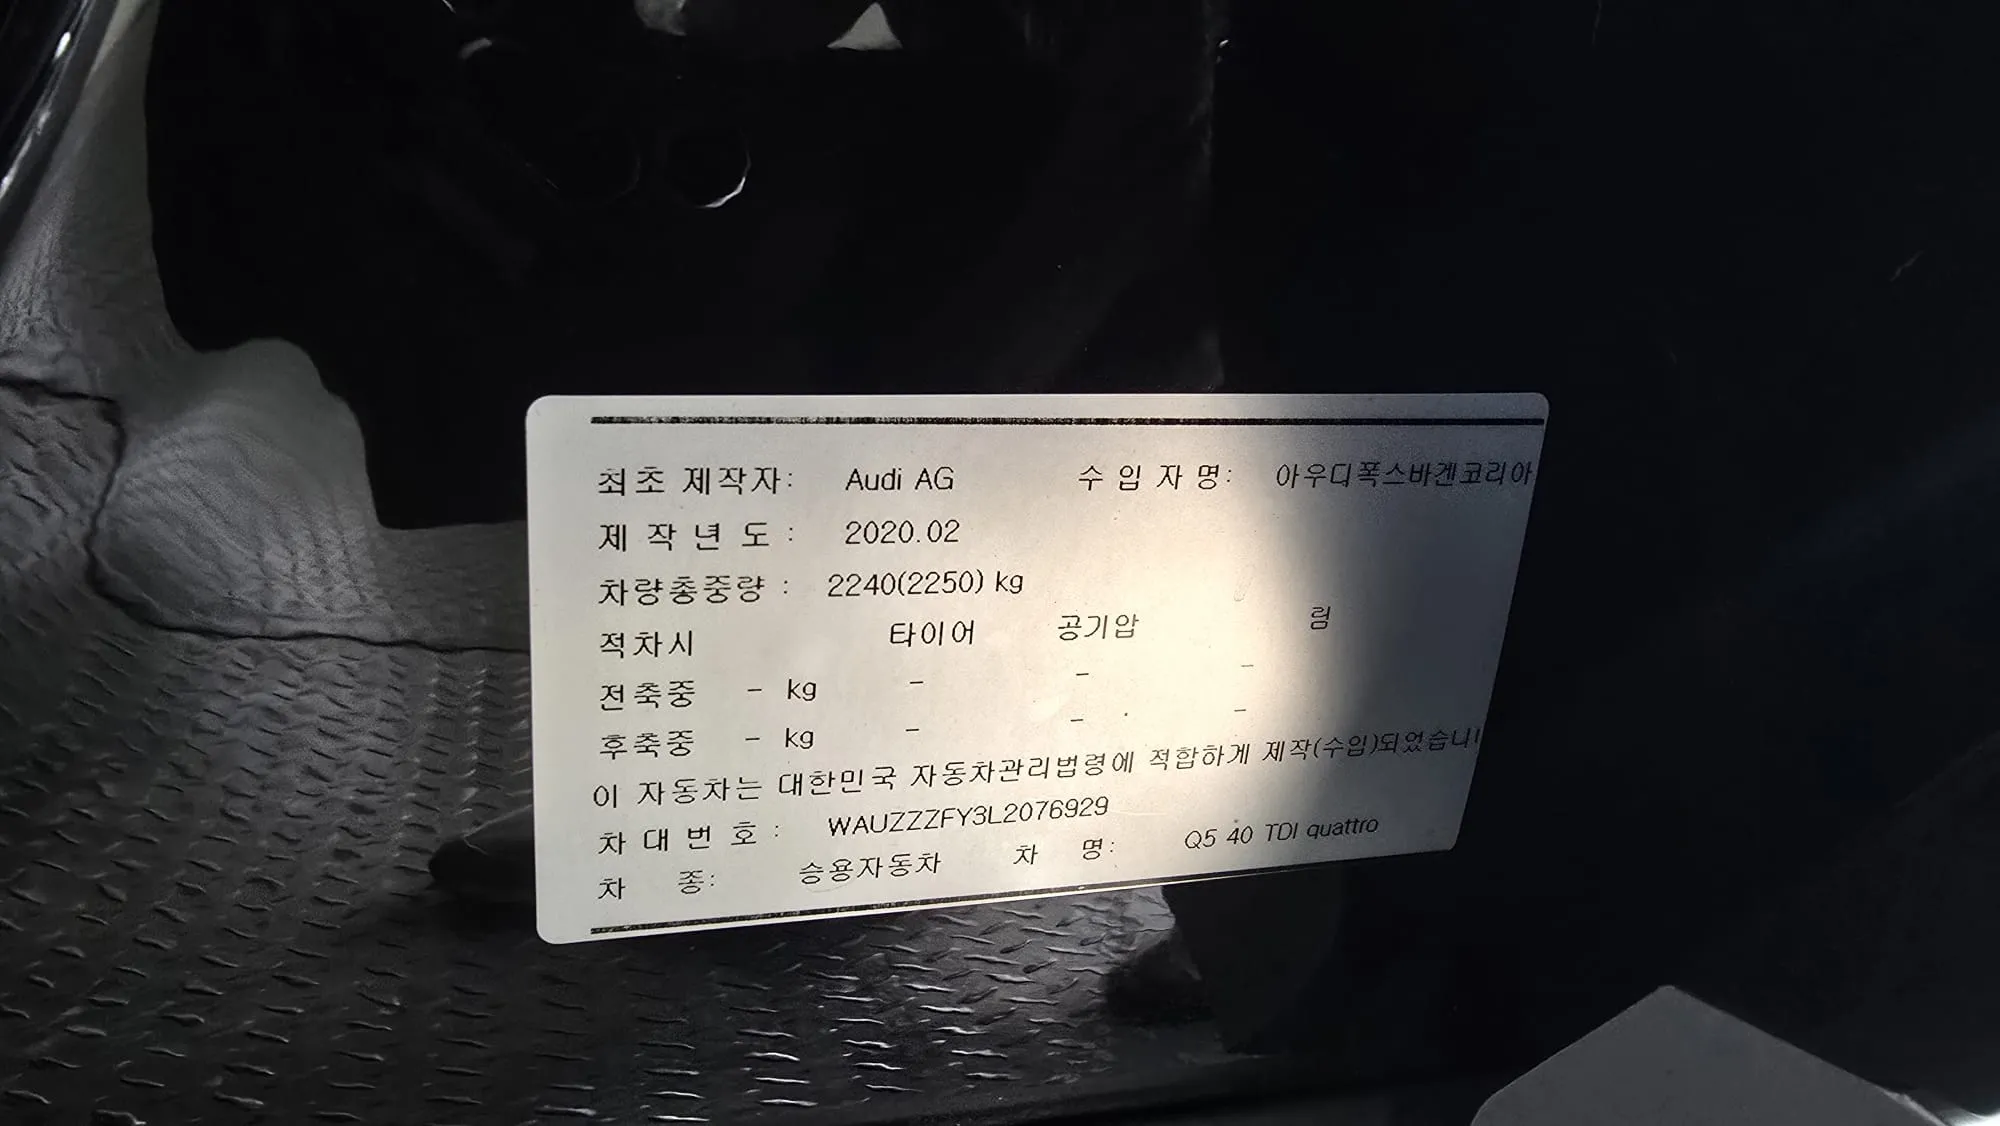 최초 제작자: Audi AG 수 입 자 명: 아우디폭스바겐코리아
제 작 년 도 : 2020.02
차량총중량 : 2240(2250) kg
적차시 타이어 공기압 림
전축중 - kg - - -
후축중 - kg - - -
이 자동차는 대한민국 자동차관리법령에 적합하게 제작(수입)되었습니
차 대 번 호 : WAUZZZFY3L2076929
차 종: 승용자동차 차 명: Q5 40 TDI quattro